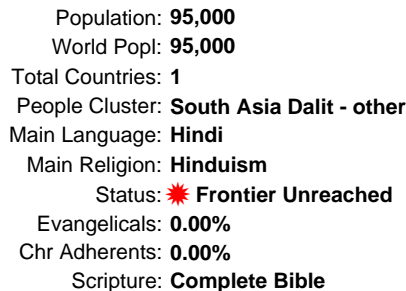 Population: 95,000
World Popl: 95,000
Total Countries: 1
People Cluster: South Asia Dalit - other
Main Language: Hindi
Main Religion: Hinduism
Status: Frontier Unreached
Evangelicals: 0.00%
Chr Adherents: 0.00%
Scripture: Complete Bible